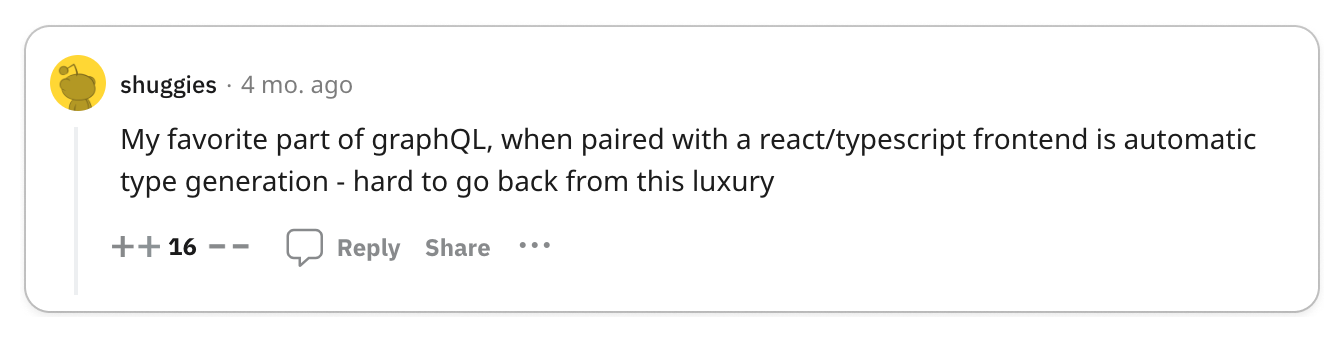 shuggies · 4 mo. ago
My favorite part of graphQL, when paired with a react/typescript frontend is automatic
type generation - hard to go back from this luxury
++ 16 -- Reply Share ···